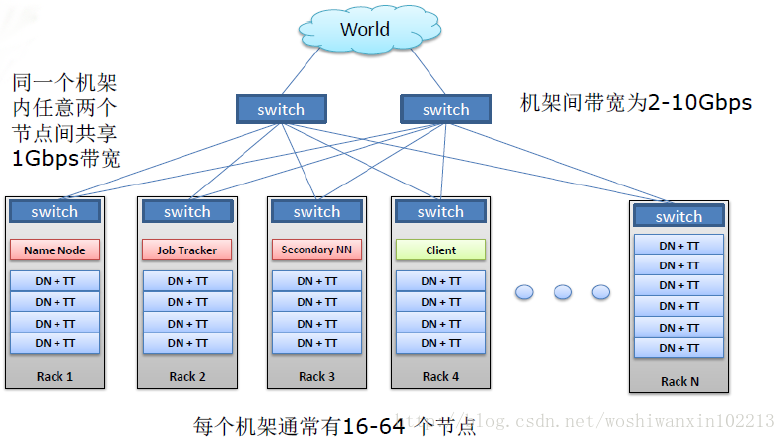 World
同一个机架
内任意两个
节点间共享
1Gbps带宽
switch
switch
机架间带宽为2-10Gbps
switch
switch
switch
switch
switch
Name Node
Job Tracker
Secondary NN
Client
DN + TT
DN + TT
DN + TT
DN + TT
Rack 1
DN + TT
DN + TT
DN + TT
DN + TT
Rack 2
DN + TT
DN + TT
DN + TT
DN + TT
Rack 3
DN + TT
DN + TT
DN + TT
DN + TT
Rack 4
DN + TT
DN + TT
DN + TT
DN + TT
DN + TT
DN + TT
Rack N
每个机架通常有16-64 个节点
http://blog.csdn.net/woshiwanxin102213